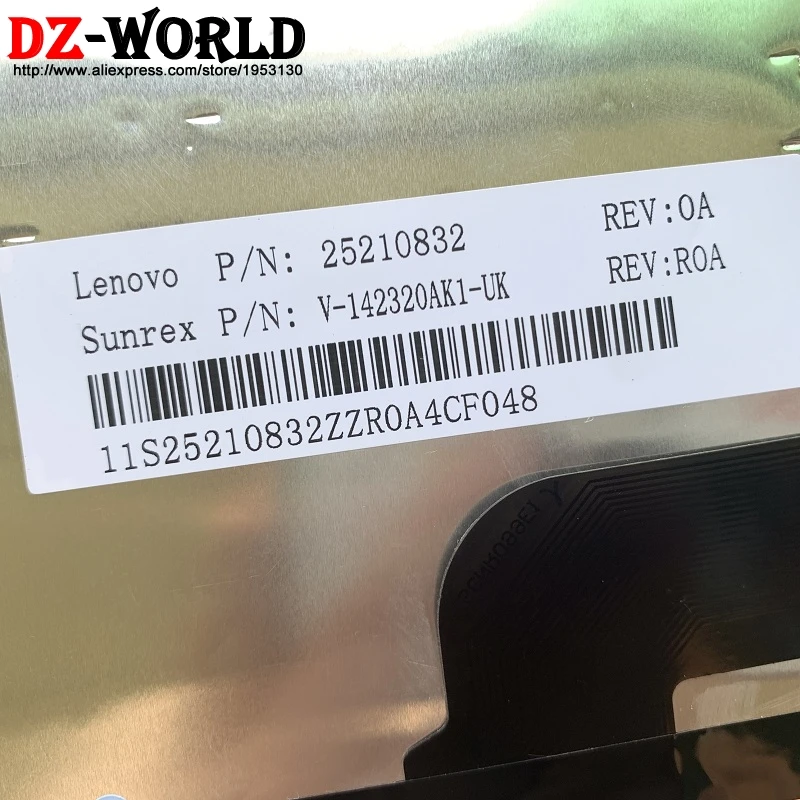 DZ-WORLD
http://www.aliexpress.com/store/1953130
Lenovo P/N: 25210832 REV:0A
Sunrex P/N: V-142320AK1-UK REV:R0A
11S25210832ZZR0A4CF048